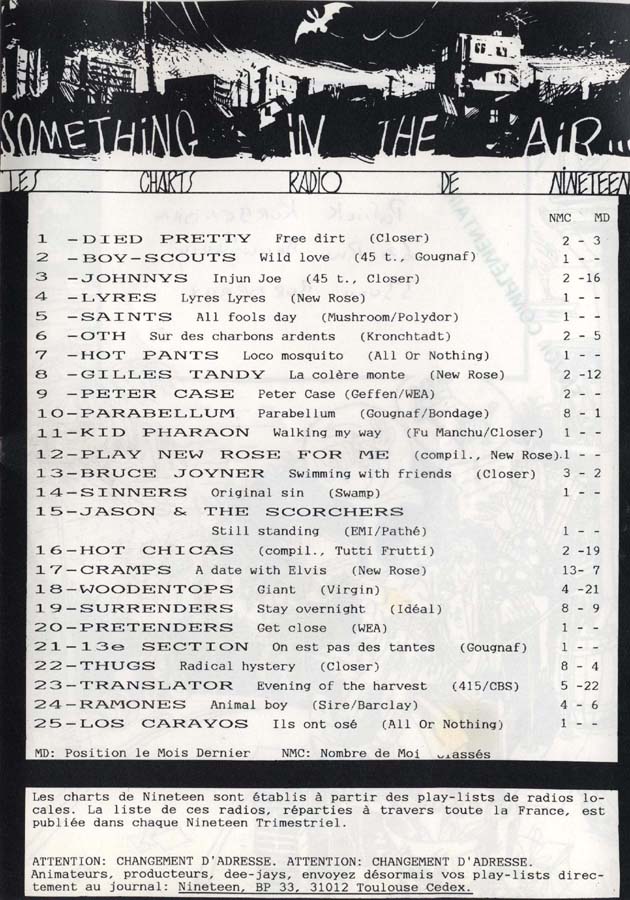 SOMETHING IN THE AIR...
LES CHARTS RADIO DE NINETEEN
NMC MD
1 -DIED PRETTY Free dirt (Closer) 2 - 3
2 -BOY-SCOUTS Wild love (45 t., Gougnaf) 1 - -
3 -JOHNNYS Injun Joe (45 t., Closer) 2 -16
4 -LYRES Lyres Lyres (New Rose) 1 - -
5 -SAINTS All fools day (Mushroom/Polydor) 1 - -
6 -OTH Sur des charbons ardents (Kronchtadt) 2 - 5
7 -HOT PANTS Loco mosquito (All Or Nothing) 1 - -
8 -GILLES TANDY La colère monte (New Rose) 2 -12
9 -PETER CASE Peter Case (Geffen/WEA) 2 - -
10-PARABELLUM Parabellum (Gougnaf/Bondage) 8 - 1
11-KID PHARAON Walking my way (Fu Manchu/Closer) 1 - -
12-PLAY NEW ROSE FOR ME (compil., New Rose).1 - -
13-BRUCE JOYNER Swimming with friends (Closer) 3 - 2
14-SINNERS Original sin (Swamp) 1 - -
15-JASON & THE SCORCHERS
Still standing (EMI/Pathé) 1 - -
16-HOT CHICAS (compil., Tutti Frutti) 2 -19
17-CRAMPS A date with Elvis (New Rose) 13- 7
18-WOODENTOPS Giant (Virgin) 4 -21
19-SURRENDERS Stay overnight (Idéal) 8 - 9
20-PRETENDERS Get close (WEA) 1 - -
21-13e SECTION On est pas des tantes (Gougnaf) 1 - -
22-THUGS Radical hystery (Closer) 8 - 4
23-TRANSLATOR Evening of the harvest (415/CBS) 5 -22
24-RAMONES Animal boy (Sire/Barclay) 4 - 6
25-LOS CARAYOS Ils ont osé (All Or Nothing) 1 - -
MD: Position le Mois Dernier NMC: Nombre de Moi lassés
Les charts de Nineteen sont établis à partir des play-lists de radios lo-
cales. La liste de ces radios, réparties à travers toute la France, est
publiée dans chaque Nineteen Trimestriel.
ATTENTION: CHANGEMENT D'ADRESSE. ATTENTION: CHANGEMENT D'ADRESSE.
Animateurs, producteurs, dee-jays, envoyez désormais vos play-lists direc-
tement au journal: Nineteen, BP 33, 31012 Toulouse Cedex.